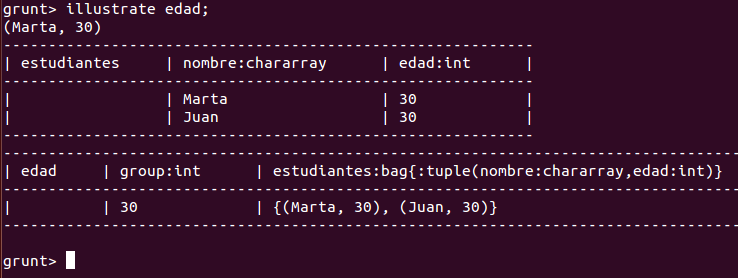 grunt> illustrate edad;
(Marta, 30)
-----------------------------------------------------------
| estudiantes     | nombre:chararray      | edad:int      |
-----------------------------------------------------------
|                 | Marta                 | 30            |
|                 | Juan                  | 30            |
-----------------------------------------------------------
----------------------------------------------------------------------------------
| edad     | group:int       | estudiantes:bag{:tuple(nombre:chararray,edad:int)}
----------------------------------------------------------------------------------
|          | 30              | {(Marta, 30), (Juan, 30)}
----------------------------------------------------------------------------------
grunt>